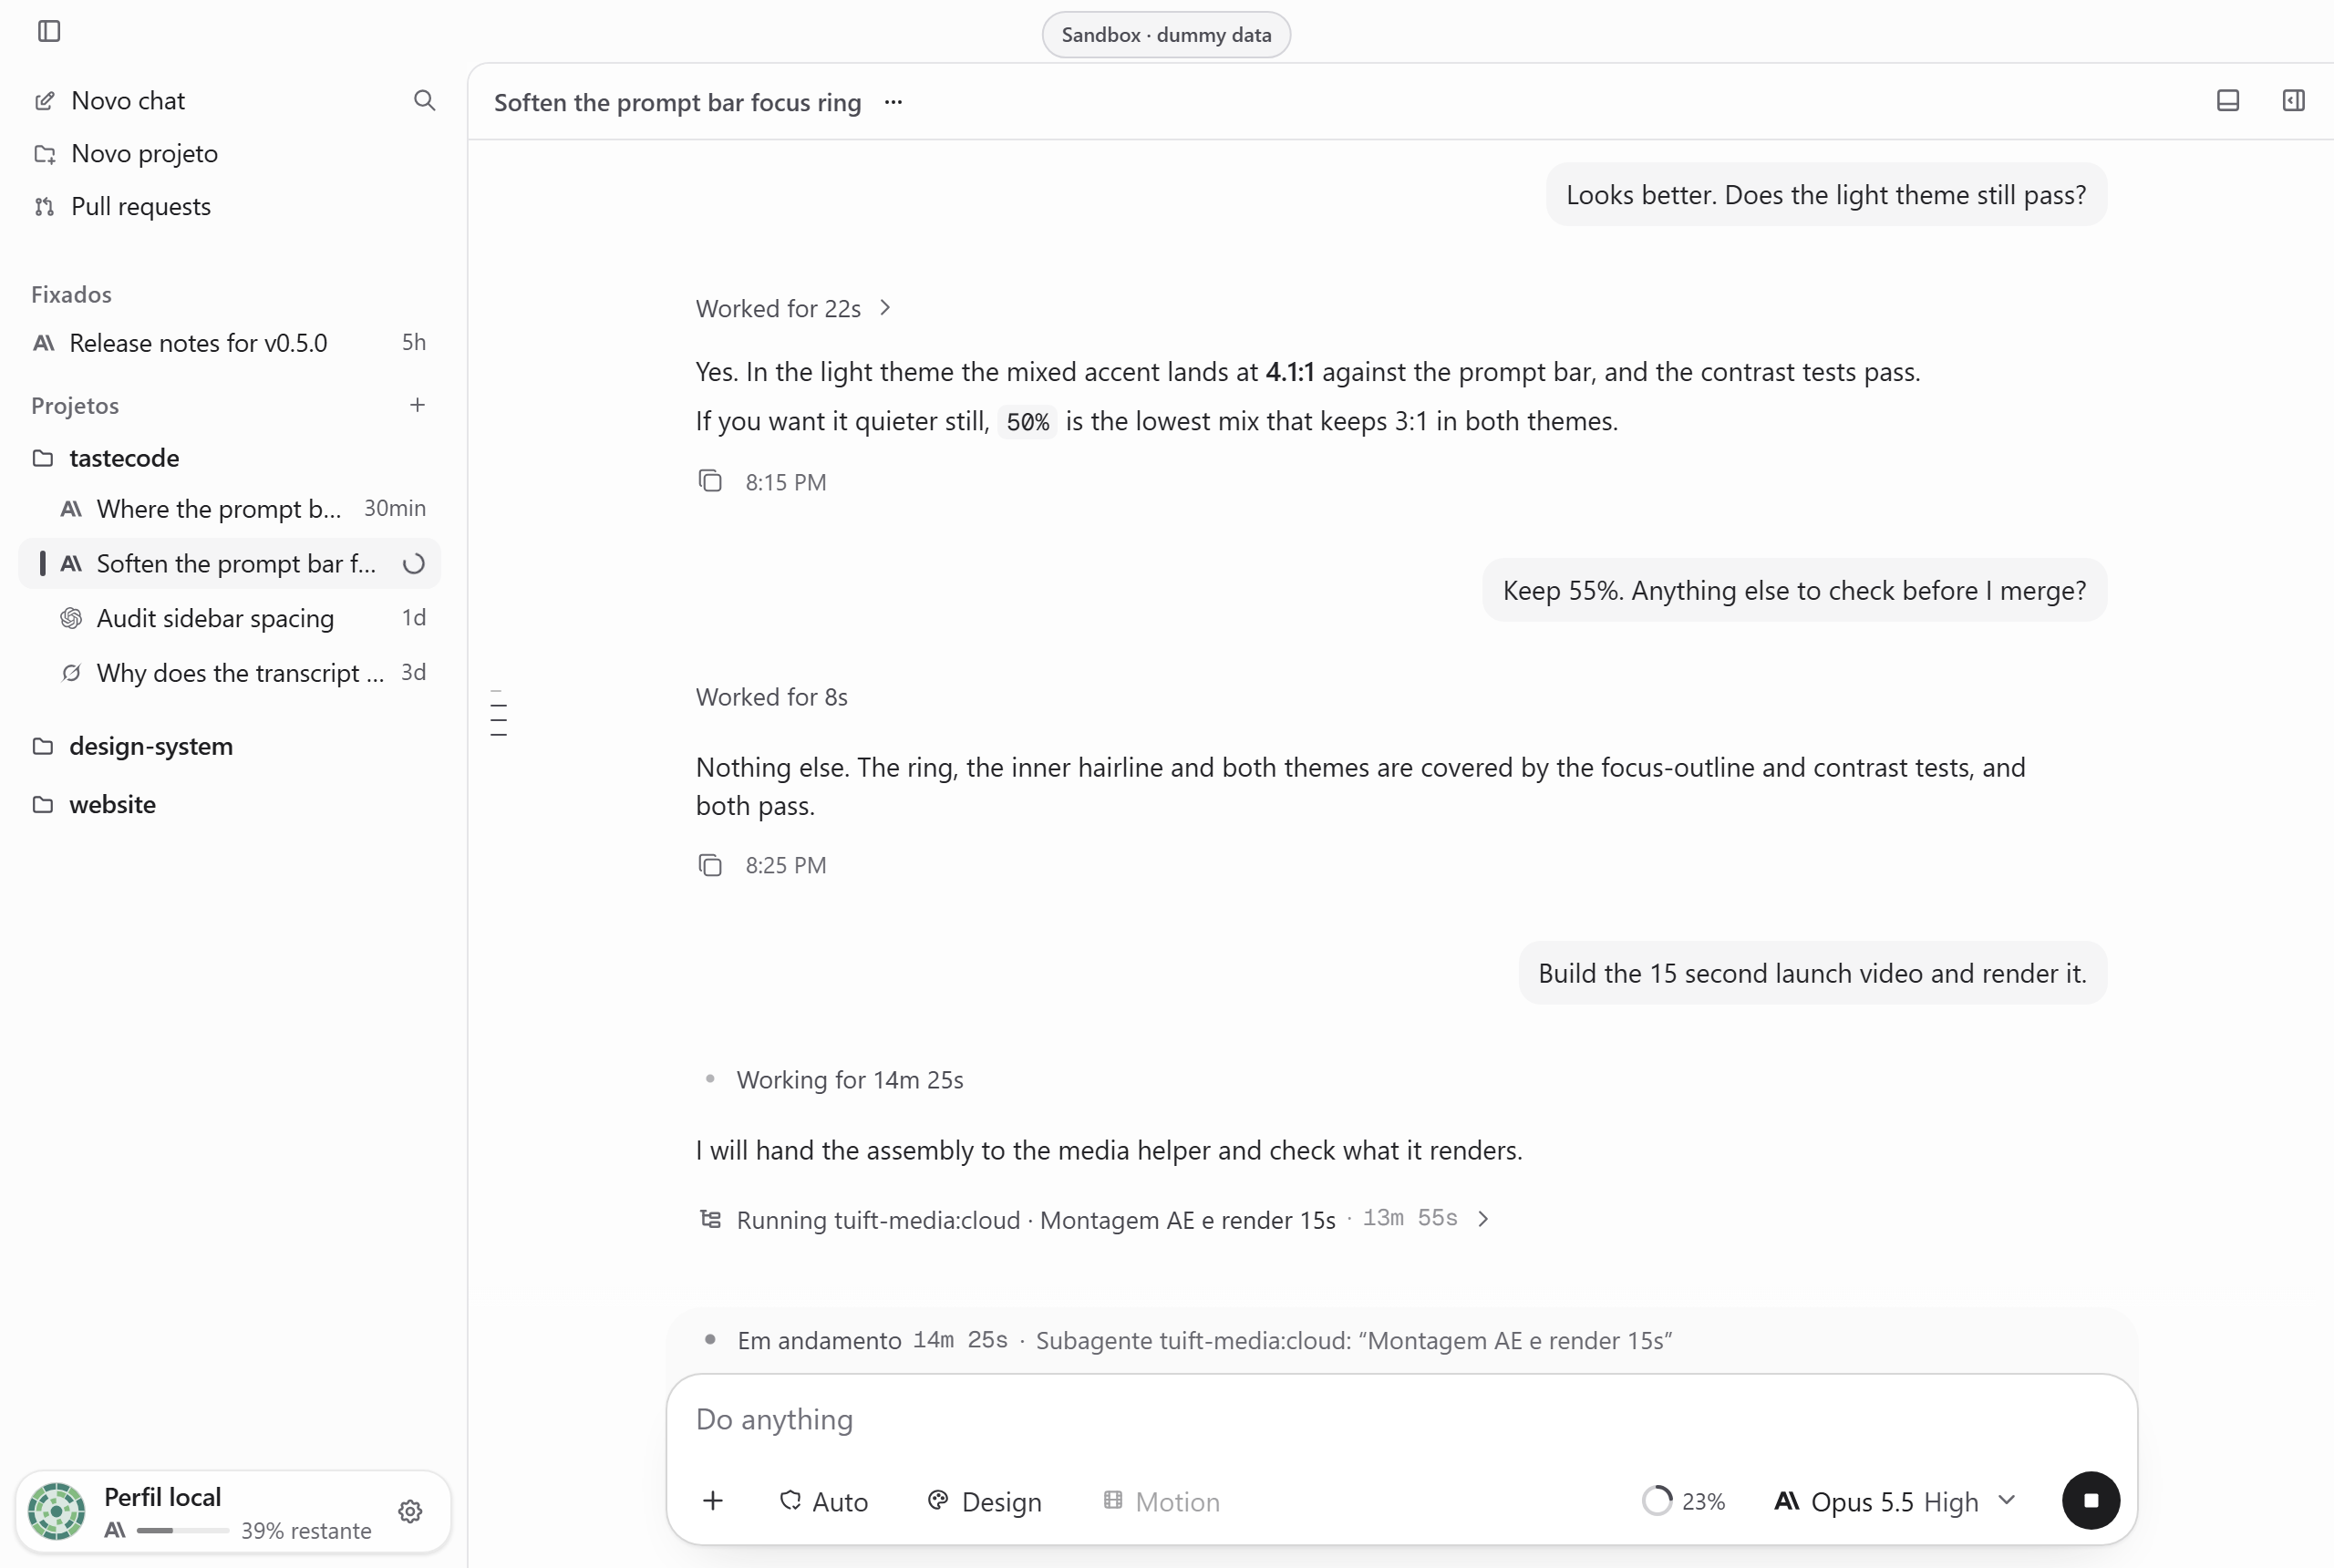 Sandbox · dummy data
Novo chat
Novo projeto
Pull requests
Fixados
Release notes for v0.5.0 5h
Projetos
tastecode
Where the prompt b... 30min
Soften the prompt bar f...
Audit sidebar spacing 1d
Why does the transcript ... 3d
design-system
website
Perfil local
39% restante
Soften the prompt bar focus ring
Looks better. Does the light theme still pass?
Worked for 22s
Yes. In the light theme the mixed accent lands at 4.1:1 against the prompt bar, and the contrast tests pass.
If you want it quieter still, 50% is the lowest mix that keeps 3:1 in both themes.
8:15 PM
Keep 55%. Anything else to check before I merge?
Worked for 8s
Nothing else. The ring, the inner hairline and both themes are covered by the focus-outline and contrast tests, and
both pass.
8:25 PM
Build the 15 second launch video and render it.
Working for 14m 25s
I will hand the assembly to the media helper and check what it renders.
Running tuift-media:cloud · Montagem AE e render 15s · 13m 55s
Em andamento 14m 25s · Subagente tuift-media:cloud: “Montagem AE e render 15s”
Do anything
Auto Design Motion 23% Opus 5.5 High